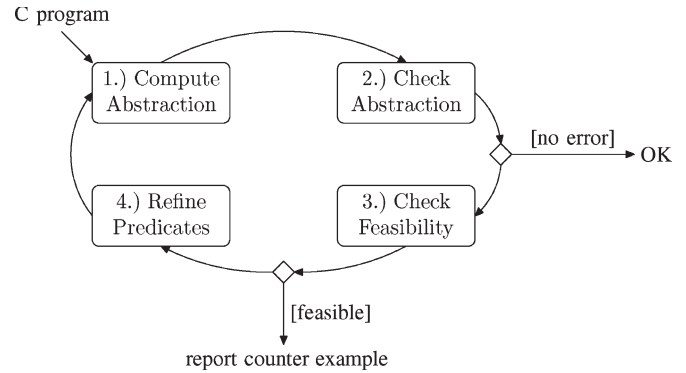 C program
1.) Compute
Abstraction
2.) Check
Abstraction
[no error]
OK
4.) Refine
Predicates
3.) Check
Feasibility
[feasible]
report counter example